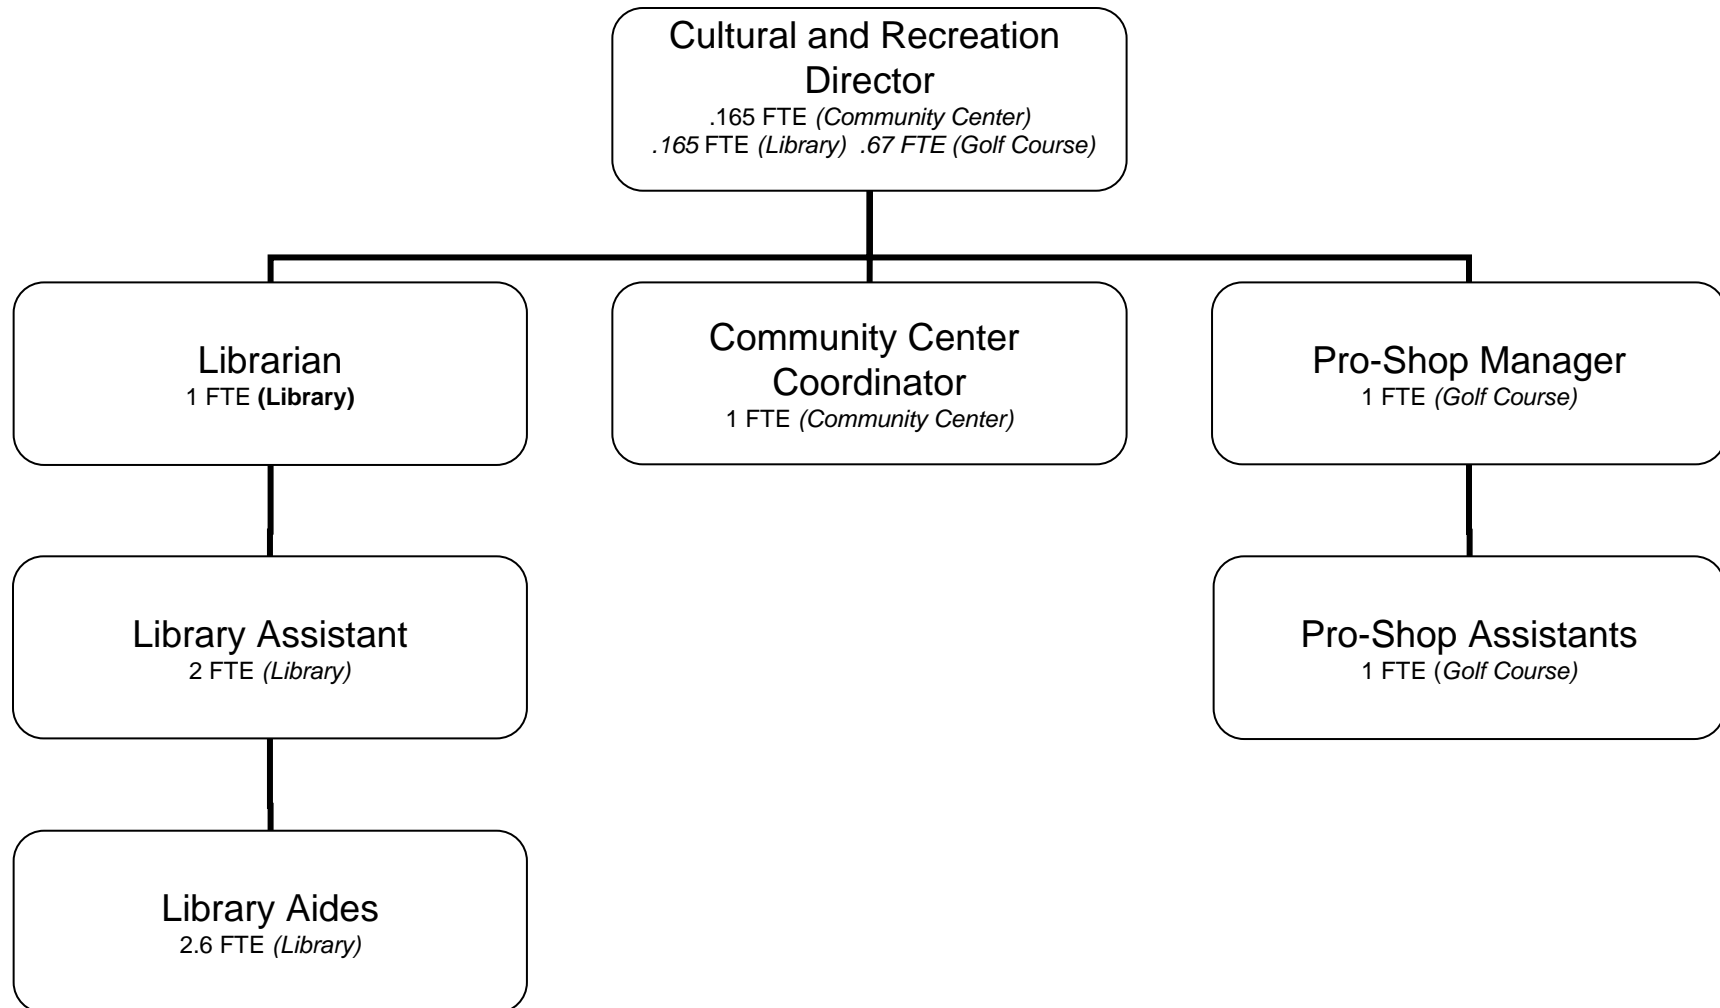 Cultural and Recreation
Director
.165 FTE (Community Center)
.165 FTE (Library) .67 FTE (Golf Course)
Librarian
1 FTE (Library)
Community Center
Coordinator
1 FTE (Community Center)
Pro-Shop Manager
1 FTE (Golf Course)
Library Assistant
2 FTE (Library)
Pro-Shop Assistants
1 FTE (Golf Course)
Library Aides
2.6 FTE (Library)